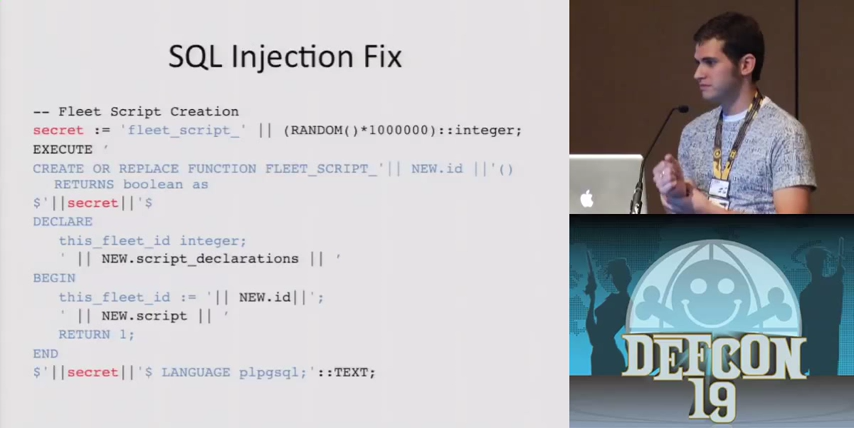 SQL Injection Fix
-- Fleet Script Creation
secret := 'fleet_script_' || (RANDOM()*1000000)::integer;
EXECUTE '
CREATE OR REPLACE FUNCTION FLEET_SCRIPT_'|| NEW.id ||'()
RETURNS boolean as
$'||secret||'$
DECLARE
this_fleet_id integer;
' || NEW.script_declarations || '
BEGIN
this_fleet_id := '|| NEW.id||';
' || NEW.script || '
RETURN 1;
END
$'||secret||'$ LANGUAGE plpgsql;'::TEXT;
DEFCON
19